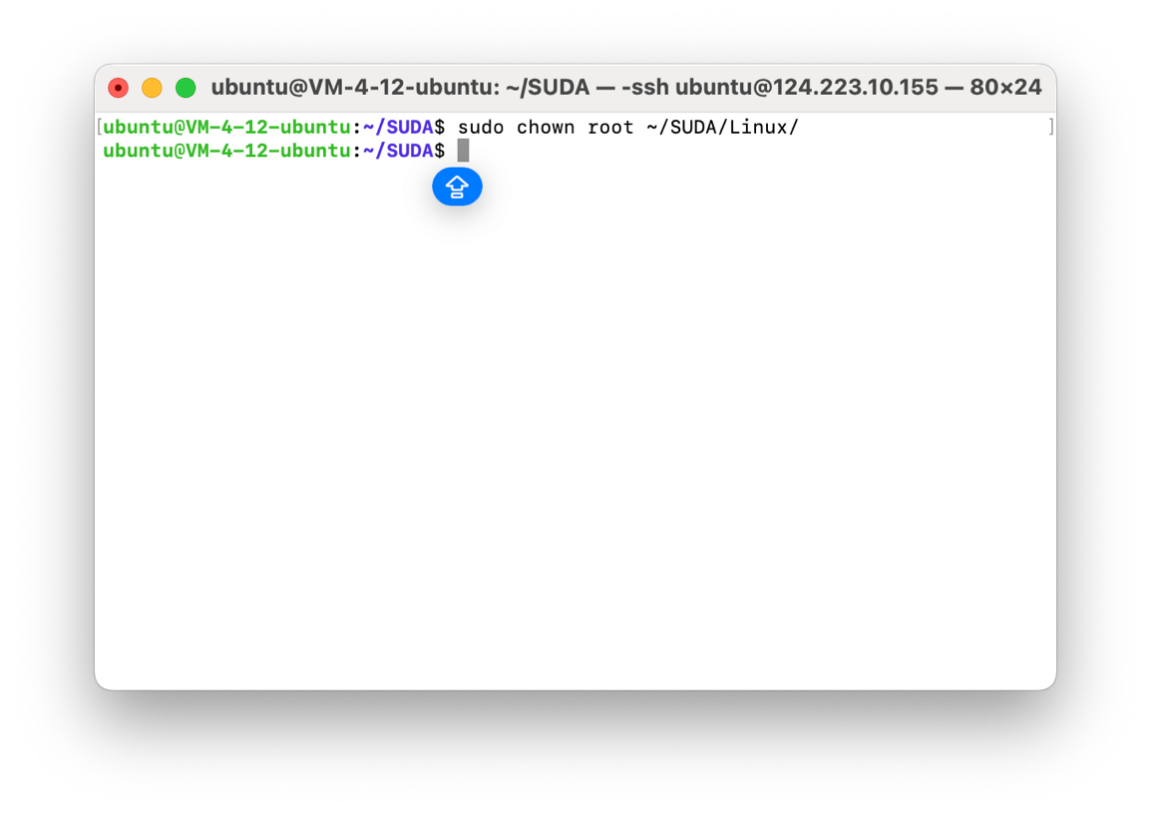 ubuntu@VM-4-12-ubuntu: ~/SUDA — -ssh ubuntu@124.223.10.155 — 80×24
[ubuntu@VM-4-12-ubuntu:~/SUDA$ sudo chown root ~/SUDA/Linux/ ]
ubuntu@VM-4-12-ubuntu:~/SUDA$